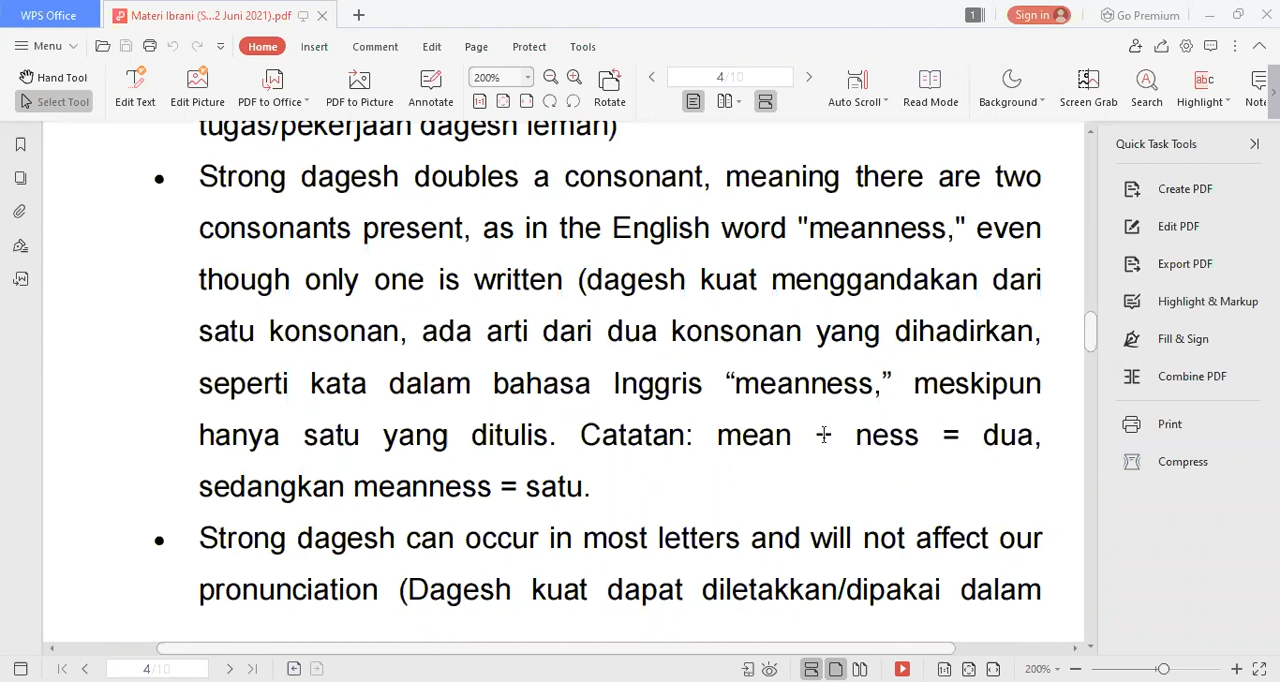 WPS Office
Materi Ibrani (S...2 Juni 2021).pdf
1
Sign in
Go Premium
Menu
Home
Insert
Comment
Edit
Page
Protect
Tools
Hand Tool
Select Tool
Edit Text
Edit Picture
PDF to Office
PDF to Picture
Annotate
200%
Rotate
4/10
Auto Scroll
Read Mode
Background
Screen Grab
Search
Highlight
tugas/pekerjaan dagesh lemah)
• Strong dagesh doubles a consonant, meaning there are two
consonants present, as in the English word "meanness," even
though only one is written (dagesh kuat menggandakan dari
satu konsonan, ada arti dari dua konsonan yang dihadirkan,
seperti kata dalam bahasa Inggris “meanness,” meskipun
hanya satu yang ditulis. Catatan: mean + ness = dua,
sedangkan meanness = satu.
• Strong dagesh can occur in most letters and will not affect our
pronunciation (Dagesh kuat dapat diletakkan/dipakai dalam
Quick Task Tools
Create PDF
Edit PDF
Export PDF
Highlight & Markup
Fill & Sign
Combine PDF
Print
Compress
4/10
200%